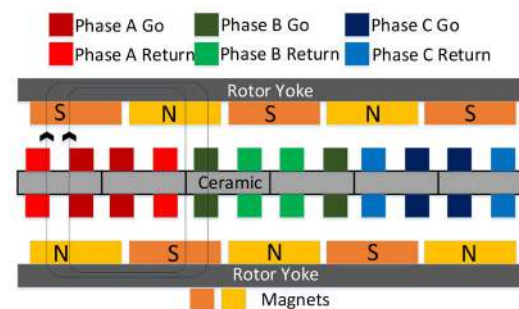 Phase A Go Phase B Go Phase C Go
Phase A Return Phase B Return Phase C Return
Rotor Yoke
S N S N S
Ceramic
N S N S N
Rotor Yoke
Magnets